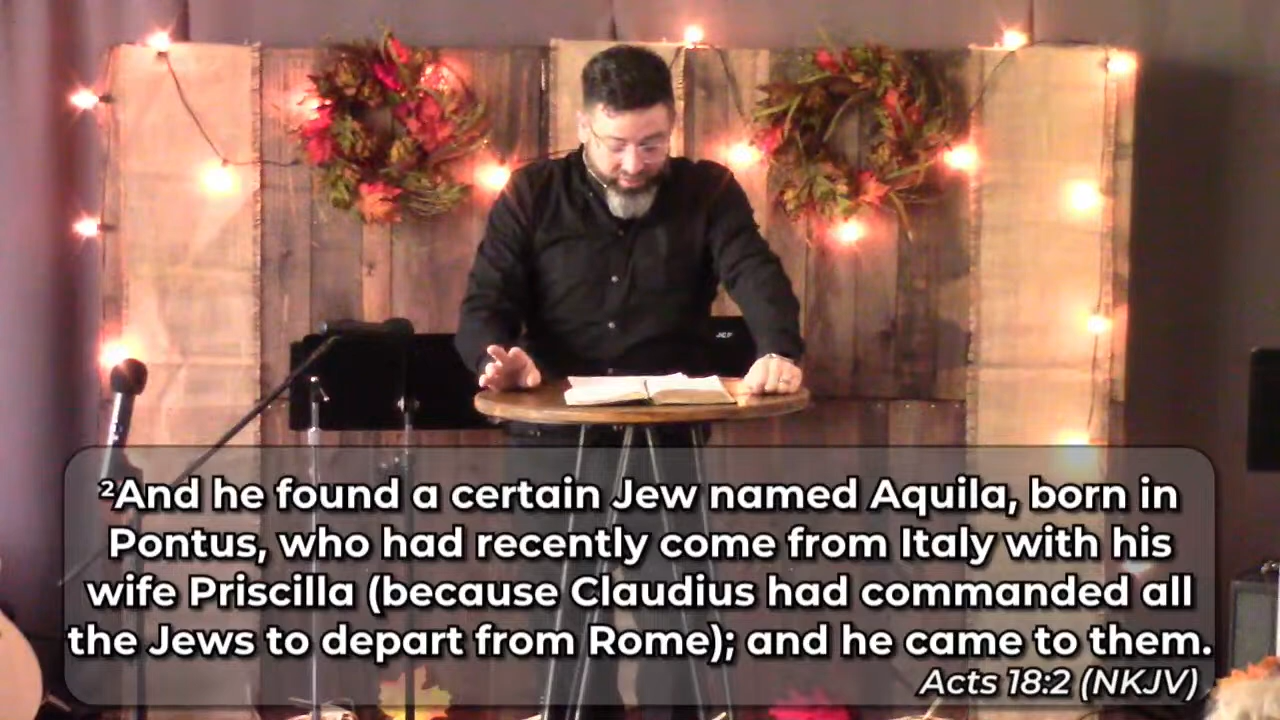 ²And he found a certain Jew named Aquila, born in
Pontus, who had recently come from Italy with his
wife Priscilla (because Claudius had commanded all
the Jews to depart from Rome); and he came to them.
Acts 18:2 (NKJV)